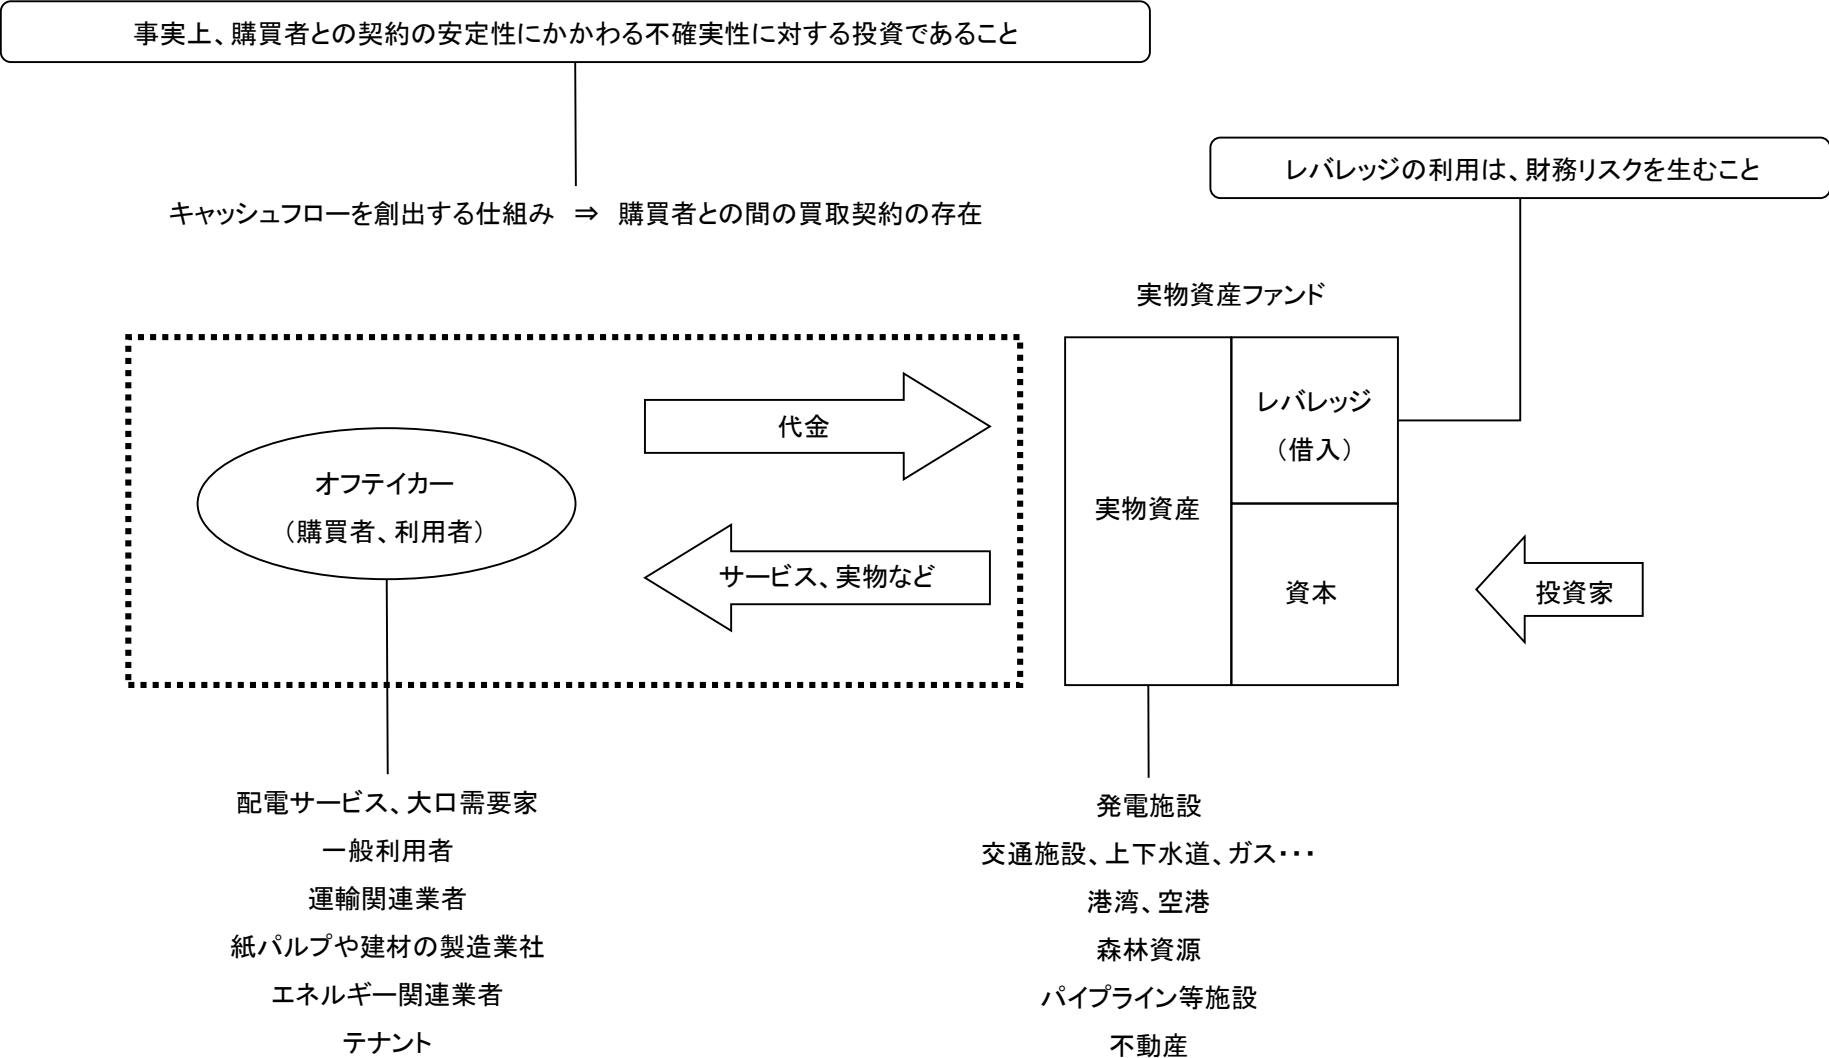 事実上、購買者との契約の安定性にかかわる不確実性に対する投資であること
レバレッジの利用は、財務リスクを生むこと
キャッシュフローを創出する仕組み ⇒ 購買者との間の買取契約の存在
実物資産ファンド
代金
オフテイカー
（購買者、利用者）
サービス、実物など
実物資産
レバレッジ
（借入）
資本
投資家
配電サービス、大口需要家
一般利用者
運輸関連業者
紙パルプや建材の製造業社
エネルギー関連業者
テナント
発電施設
交通施設、上下水道、ガス・・・
港湾、空港
森林資源
パイプライン等施設
不動産